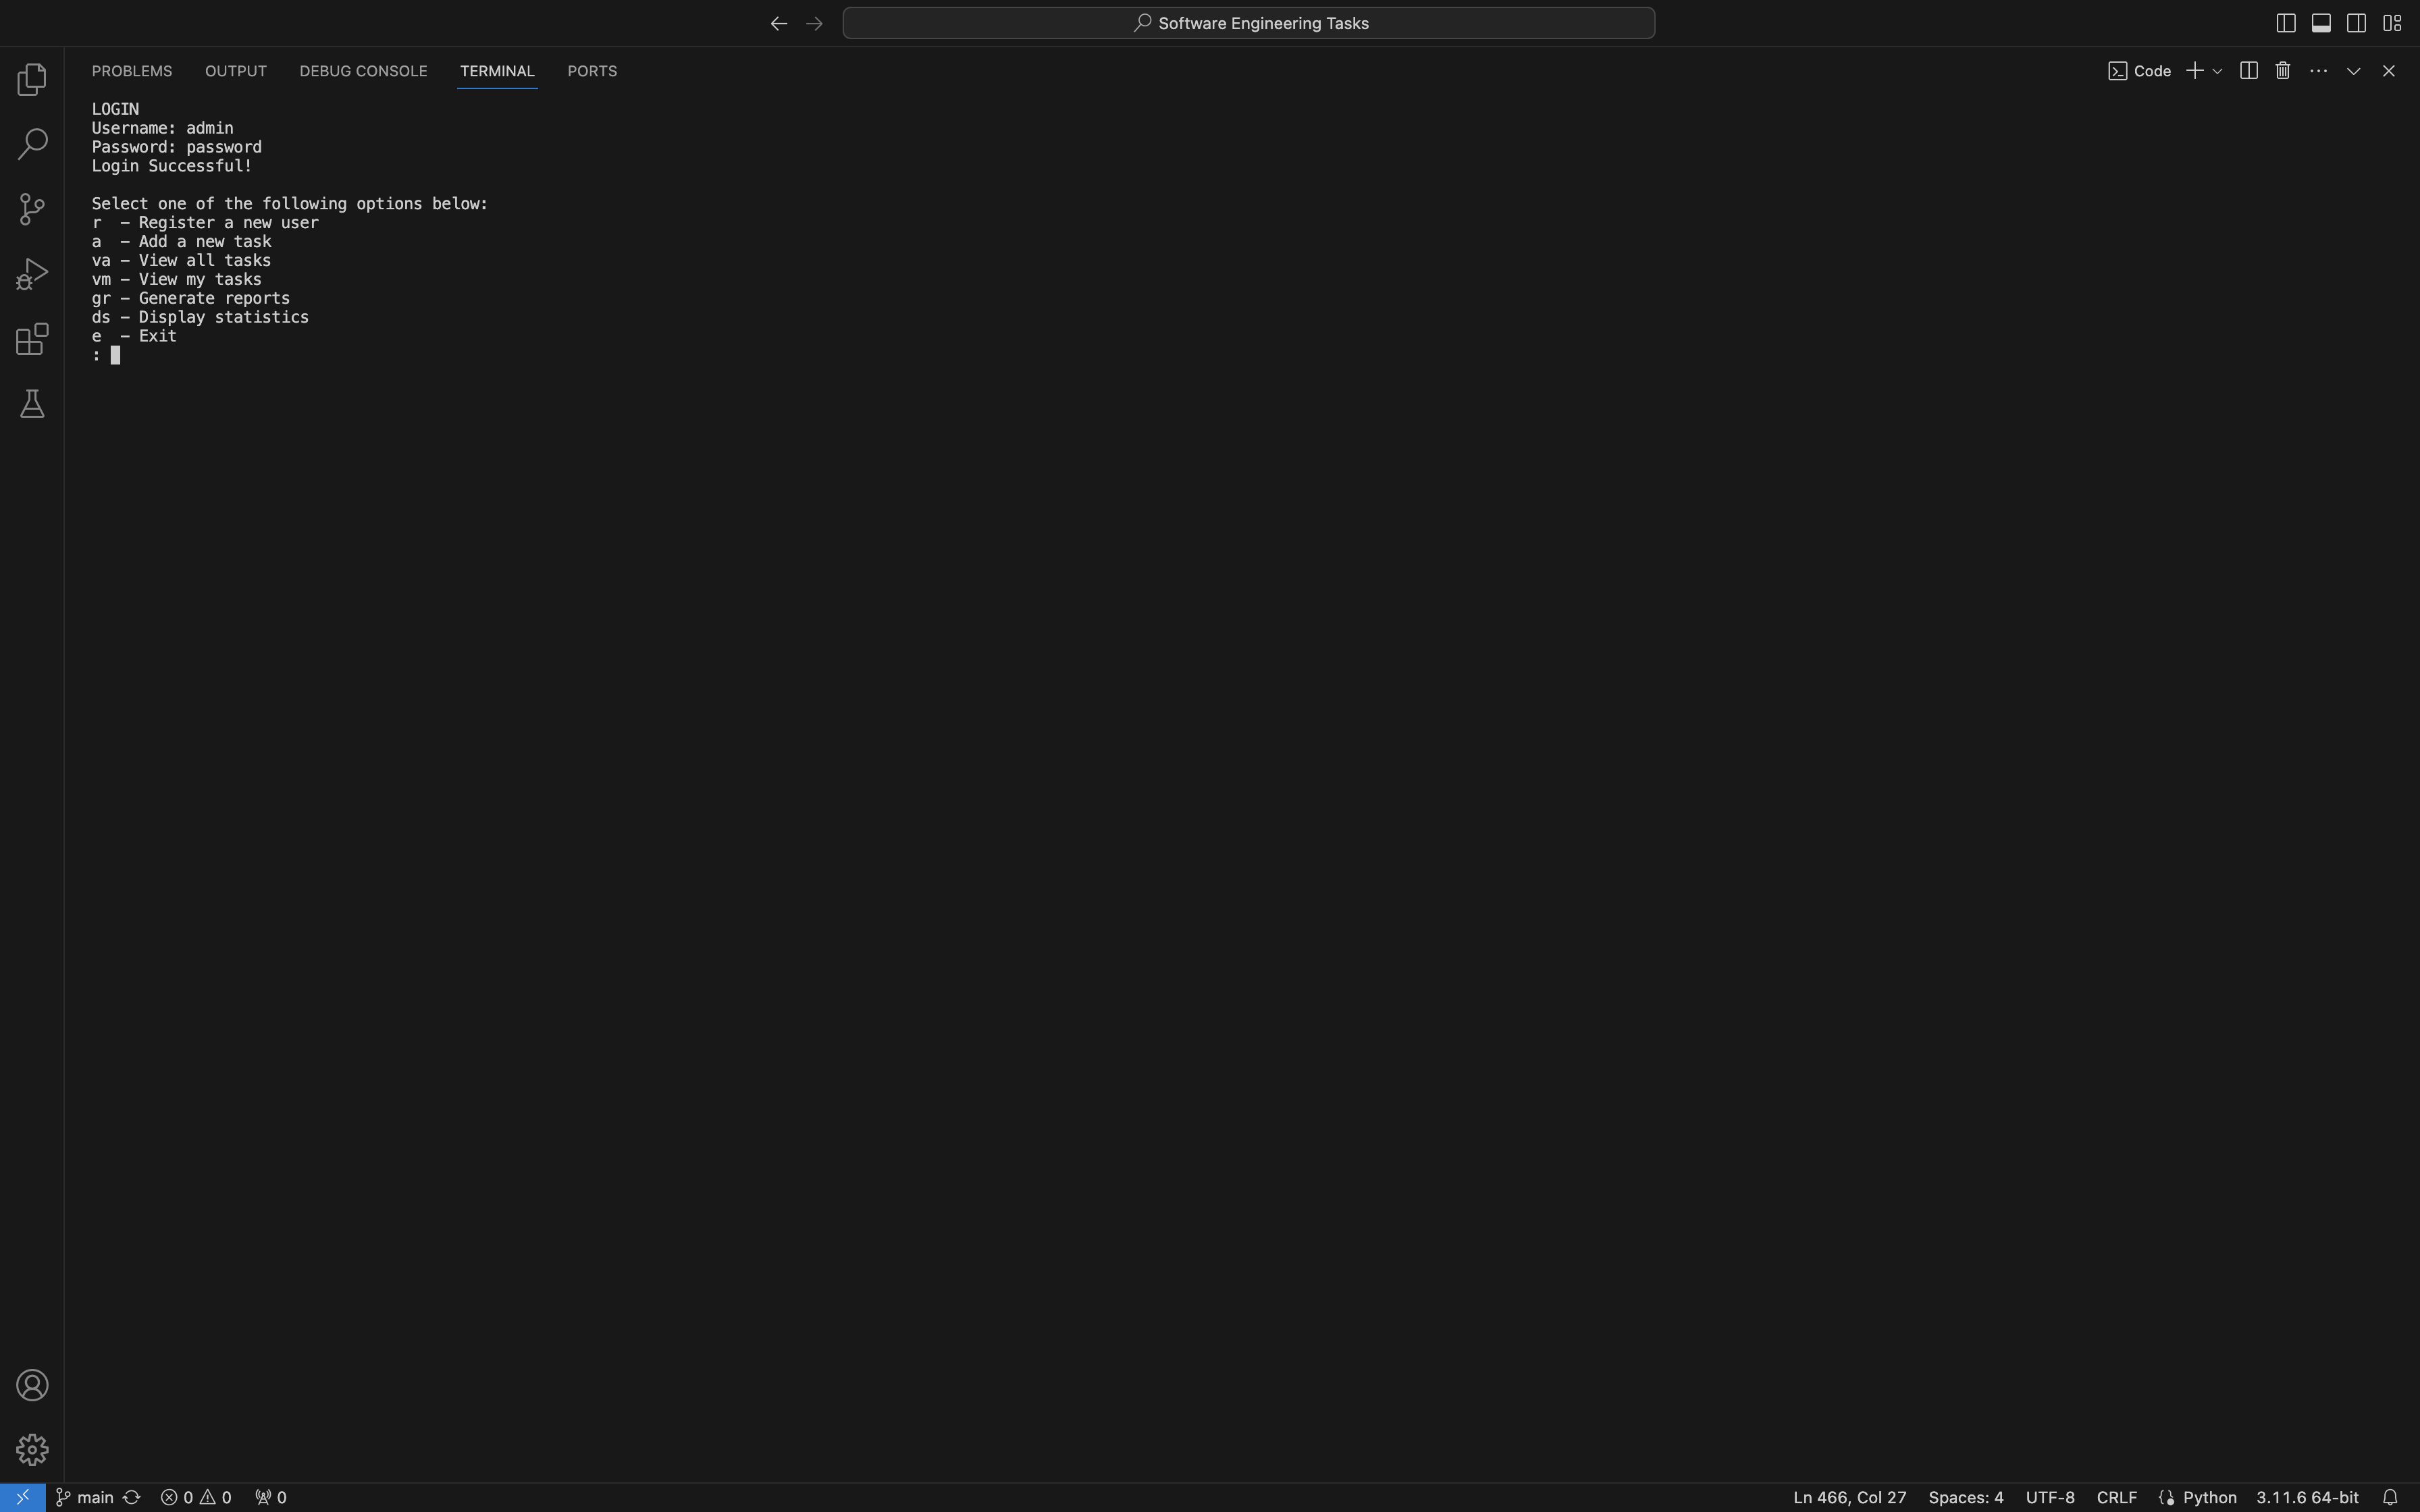 Software Engineering Tasks
PROBLEMS OUTPUT DEBUG CONSOLE TERMINAL PORTS Code
LOGIN
Username: admin
Password: password
Login Successful!
Select one of the following options below:
r  - Register a new user
a  - Add a new task
va - View all tasks
vm - View my tasks
gr - Generate reports
ds - Display statistics
e  - Exit
:
main 0 0 0 Ln 466, Col 27 Spaces: 4 UTF-8 CRLF Python 3.11.6 64-bit